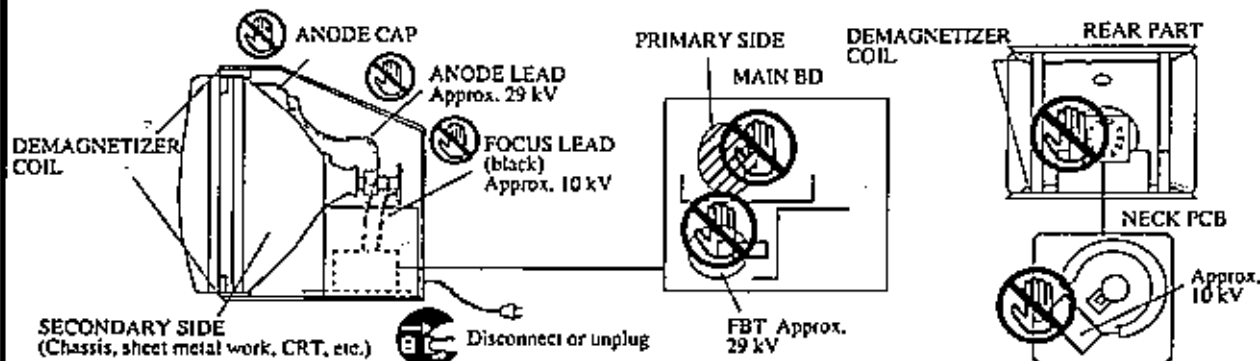 ANODE CAP
ANODE LEAD
Approx. 29 kV
FOCUS LEAD
(black)
Approx. 10 kV
DEMAGNETIZER
COIL
SECONDARY SIDE
(Chassis, sheet metal work, CRT, etc.)
Disconnect or unplug
PRIMARY SIDE
MAIN BD
FBT Approx.
29 kV
DEMAGNETIZER
COIL
REAR PART
NECK PCB
Approx.
10 kV